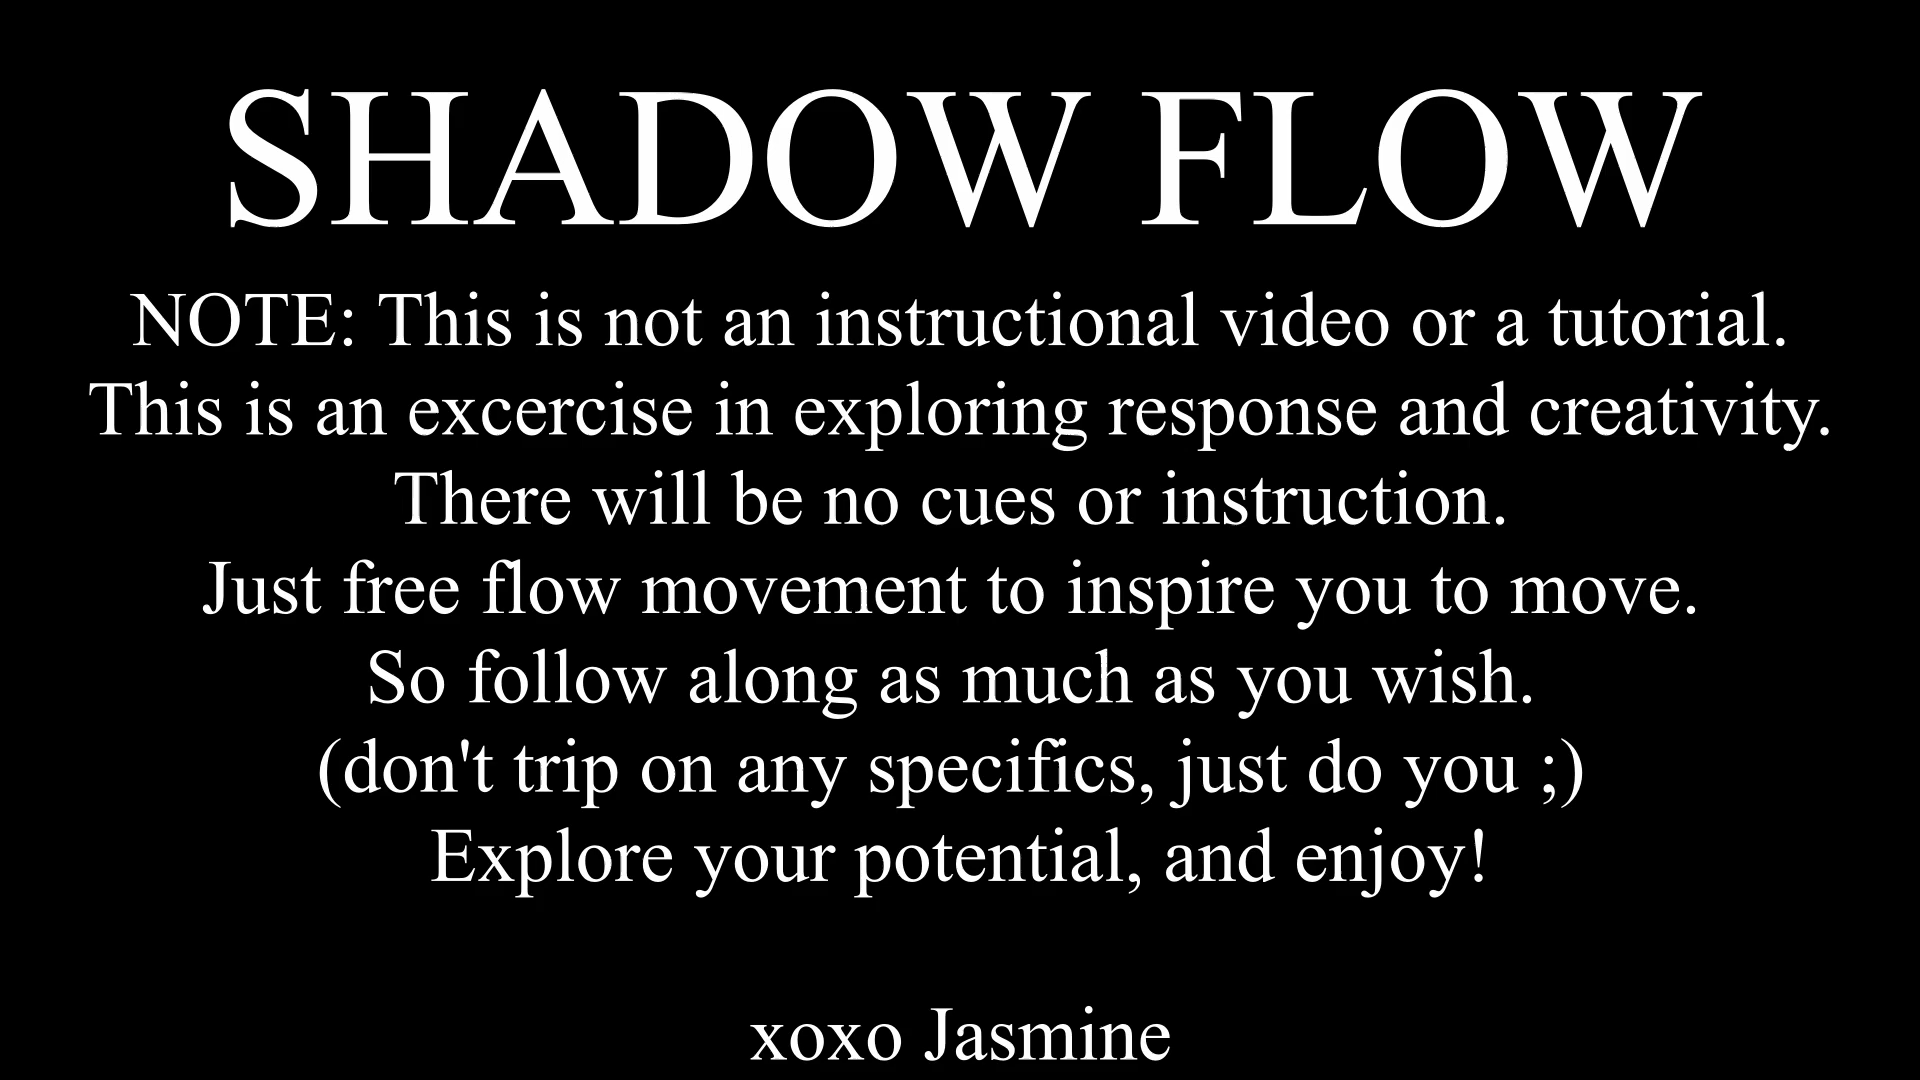 SHADOW FLOW
NOTE: This is not an instructional video or a tutorial.
This is an excercise in exploring response and creativity.
There will be no cues or instruction.
Just free flow movement to inspire you to move.
So follow along as much as you wish.
(don't trip on any specifics, just do you ;)
Explore your potential, and enjoy!
xoxo Jasmine